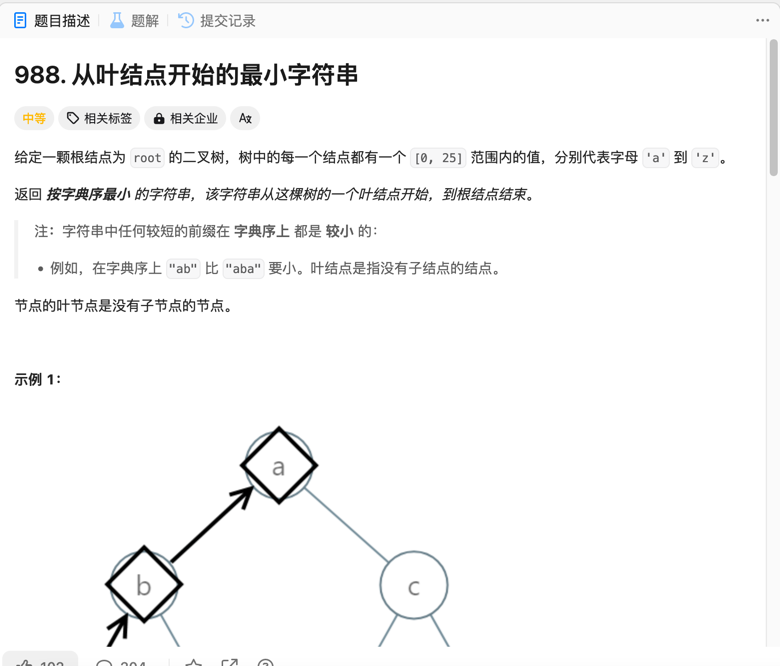 题目描述 题解 提交记录
988. 从叶结点开始的最小字符串
中等 相关标签 相关企业 Ax
给定一颗根结点为 root 的二叉树，树中的每一个结点都有一个 [0, 25] 范围内的值，分别代表字母 'a' 到 'z'。
返回 按字典序最小 的字符串，该字符串从这棵树的一个叶结点开始，到根结点结束。
注：字符串中任何较短的前缀在 字典序上 都是 较小 的：
• 例如，在字典序上 "ab" 比 "aba" 要小。叶结点是指没有子结点的结点。
节点的叶节点是没有子节点的节点。
示例 1：
a
b
c